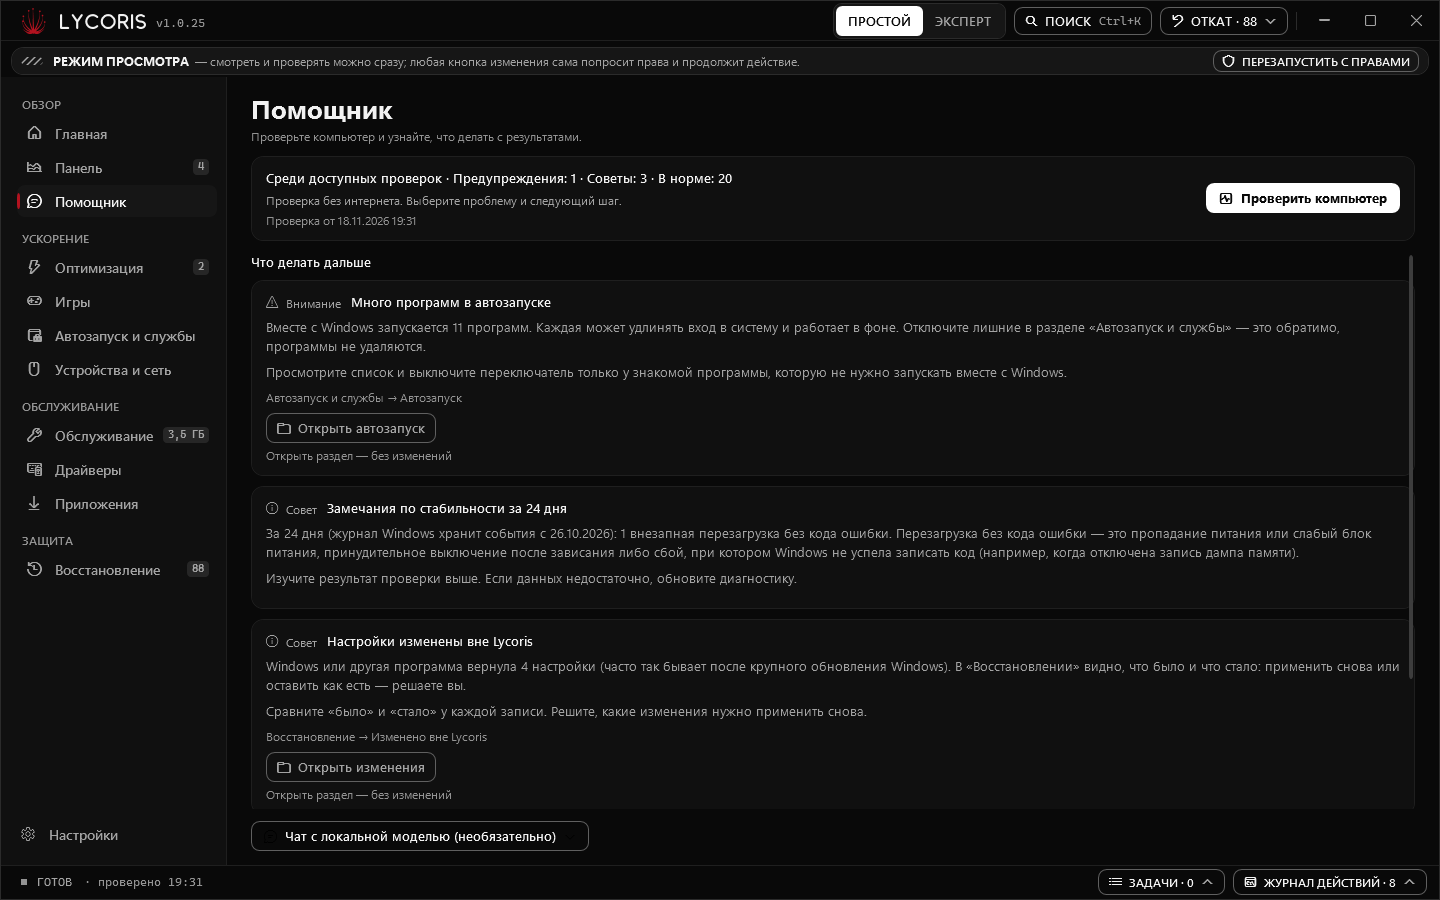 LYCORIS v1.0.25
ПРОСТОЙ ЭКСПЕРТ
ПОИСК Ctrl+K
ОТКАТ · 88
РЕЖИМ ПРОСМОТРА — смотреть и проверять можно сразу; любая кнопка изменения сама попросит права и продолжит действие.
ПЕРЕЗАПУСТИТЬ С ПРАВАМИ
ОБЗОР
Главная
Панель 4
Помощник
УСКОРЕНИЕ
Оптимизация 2
Игры
Автозапуск и службы
Устройства и сеть
ОБСЛУЖИВАНИЕ
Обслуживание 3,5 ГБ
Драйверы
Приложения
ЗАЩИТА
Восстановление 88
Настройки
Помощник
Проверьте компьютер и узнайте, что делать с результатами.
Среди доступных проверок · Предупреждения: 1 · Советы: 3 · В норме: 20
Проверка без интернета. Выберите проблему и следующий шаг.
Проверка от 18.11.2026 19:31
Проверить компьютер
Что делать дальше
Внимание Много программ в автозапуске
Вместе с Windows запускается 11 программ. Каждая может удлинять вход в систему и работает в фоне. Отключите лишние в разделе «Автозапуск и службы» — это обратимо,
программы не удаляются.
Просмотрите список и выключите переключатель только у знакомой программы, которую не нужно запускать вместе с Windows.
Автозапуск и службы → Автозапуск
Открыть автозапуск
Открыть раздел — без изменений
Совет Замечания по стабильности за 24 дня
За 24 дня (журнал Windows хранит события с 26.10.2026): 1 внезапная перезагрузка без кода ошибки. Перезагрузка без кода ошибки — это пропадание питания или слабый блок
питания, принудительное выключение после зависания либо сбой, при котором Windows не успела записать код (например, когда отключена запись дампа памяти).
Изучите результат проверки выше. Если данных недостаточно, обновите диагностику.
Совет Настройки изменены вне Lycoris
Windows или другая программа вернула 4 настройки (часто так бывает после крупного обновления Windows). В «Восстановлении» видно, что было и что стало: применить снова или
оставить как есть — решаете вы.
Сравните «было» и «стало» у каждой записи. Решите, какие изменения нужно применить снова.
Восстановление → Изменено вне Lycoris
Открыть изменения
Открыть раздел — без изменений
Чат с локальной моделью (необязательно)
ГОТОВ · проверено 19:31
ЗАДАЧИ · 0
ЖУРНАЛ ДЕЙСТВИЙ · 8